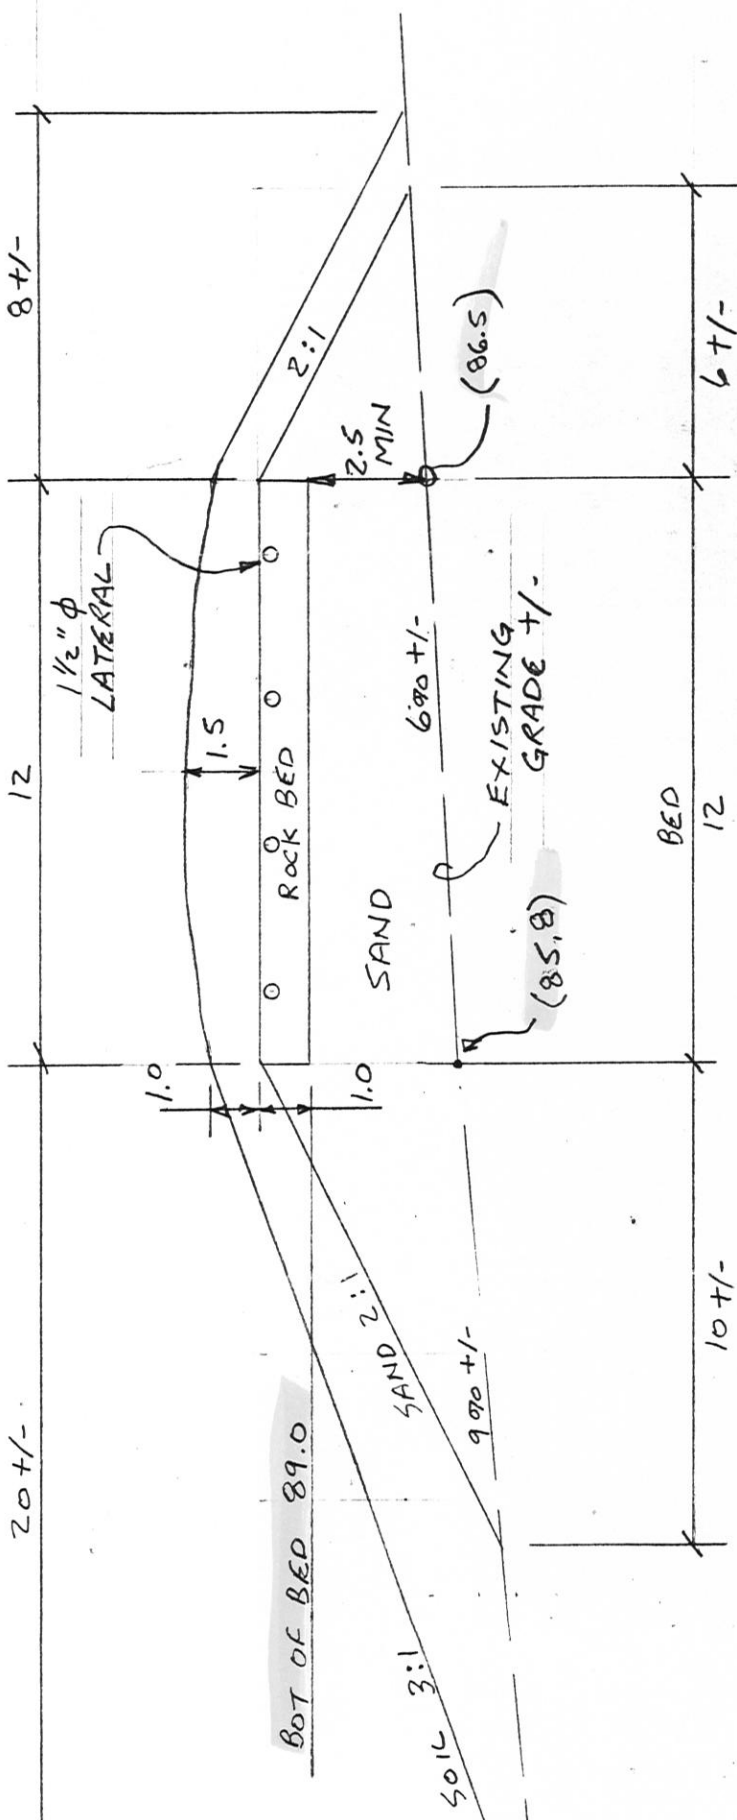 20+/-
12
8+/-
1½"Φ
LATERAL
1.5
1.0
1.0
ROCK BED
2:1
2.5
MIN
(86.5)
BOT OF BED 89.0
SAND 2:1
SAND
6%+/-
EXISTING
GRADE +/-
(85.8)
SOIL 3:1
9%+/-
BED
10+/-
12
6+/-